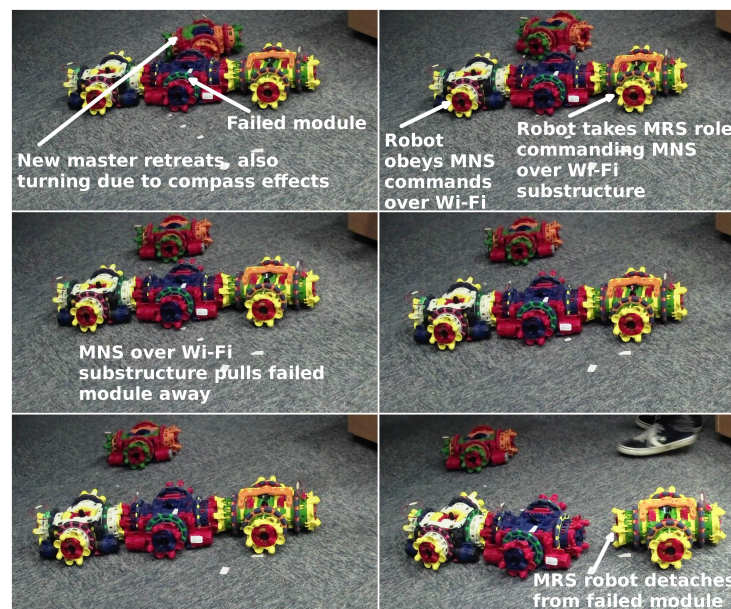 Failed module
New master retreats, also
turning due to compass effects
Robot
obeys MNS
commands
over Wi-Fi
Robot takes MRS role
commanding MNS
over Wi-Fi
substructure
MNS over Wi-Fi
substructure pulls failed
module away
MRS robot detaches
from failed module